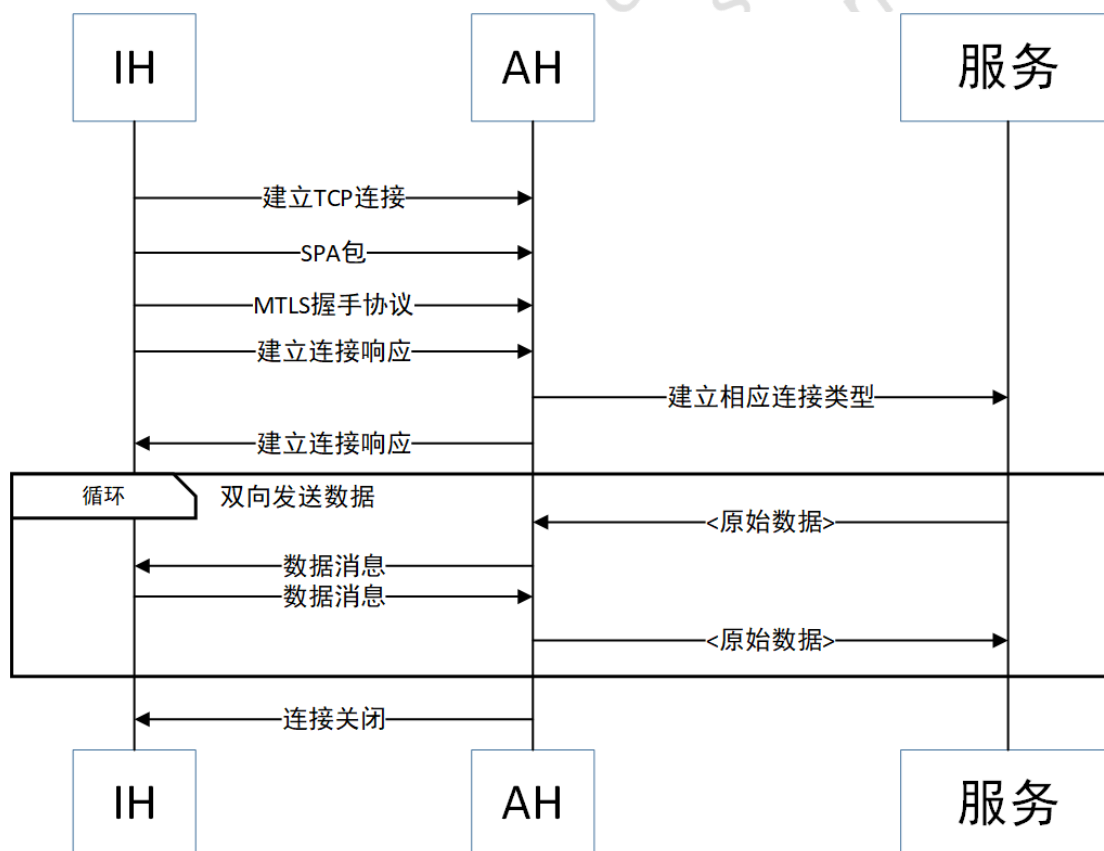 IH
AH
服务
建立TCP连接
SPA包
MTLS握手协议
建立连接响应
建立相应连接类型
建立连接响应
循环
双向发送数据
<原始数据>
数据消息
数据消息
<原始数据>
连接关闭
IH
AH
服务